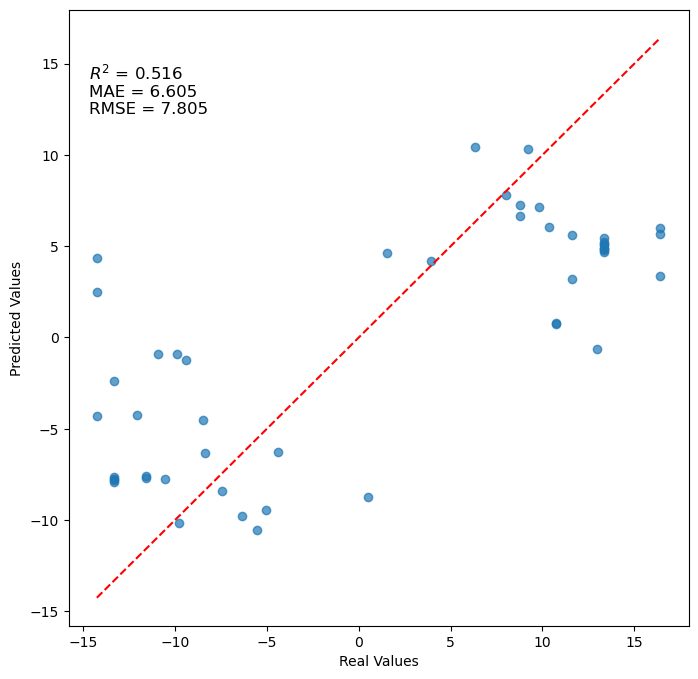 R² = 0.516
MAE = 6.605
RMSE = 7.805
15
10
5
0
−5
−10
−15
Predicted Values
−15 −10 −5 0 5 10 15
Real Values